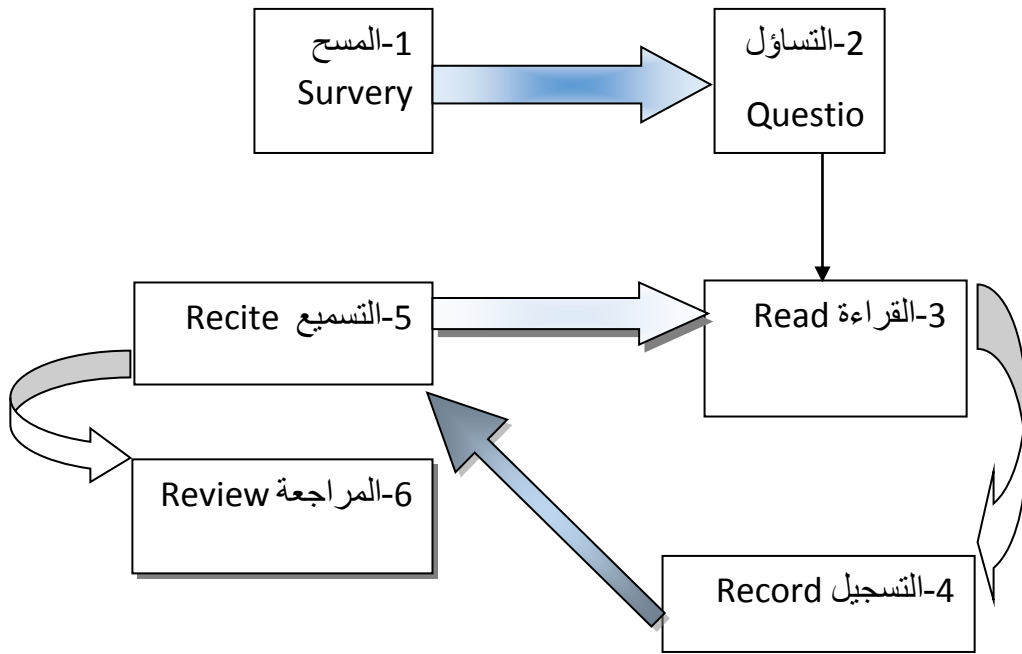 1-المسح
Survery
2-التساؤل
Questio
3-القراءة Read
4-التسجيل Record
5-التسميع Recite
6-المراجعة Review